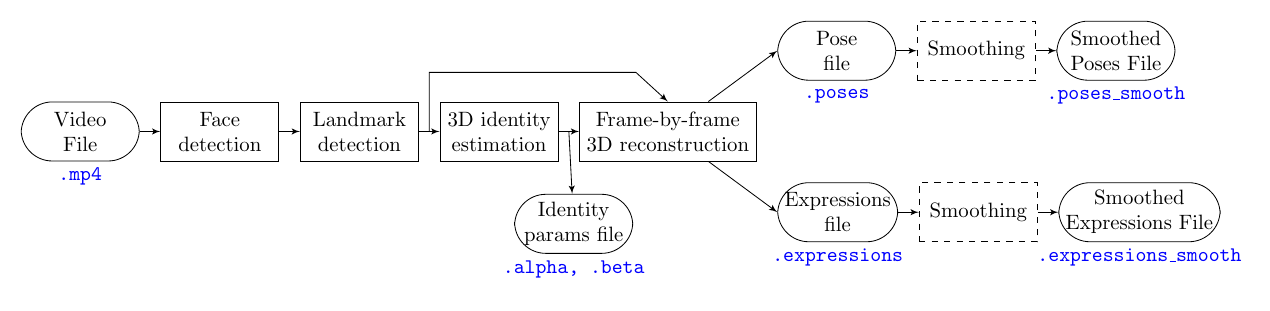 Video
File
.mp4
Face
detection
Landmark
detection
3D identity
estimation
Identity
params file
.alpha, .beta
Frame-by-frame
3D reconstruction
Pose
file
.poses
Smoothing
Smoothed
Poses File
.poses_smooth
Expressions
file
.expressions
Smoothing
Smoothed
Expressions File
.expressions_smooth